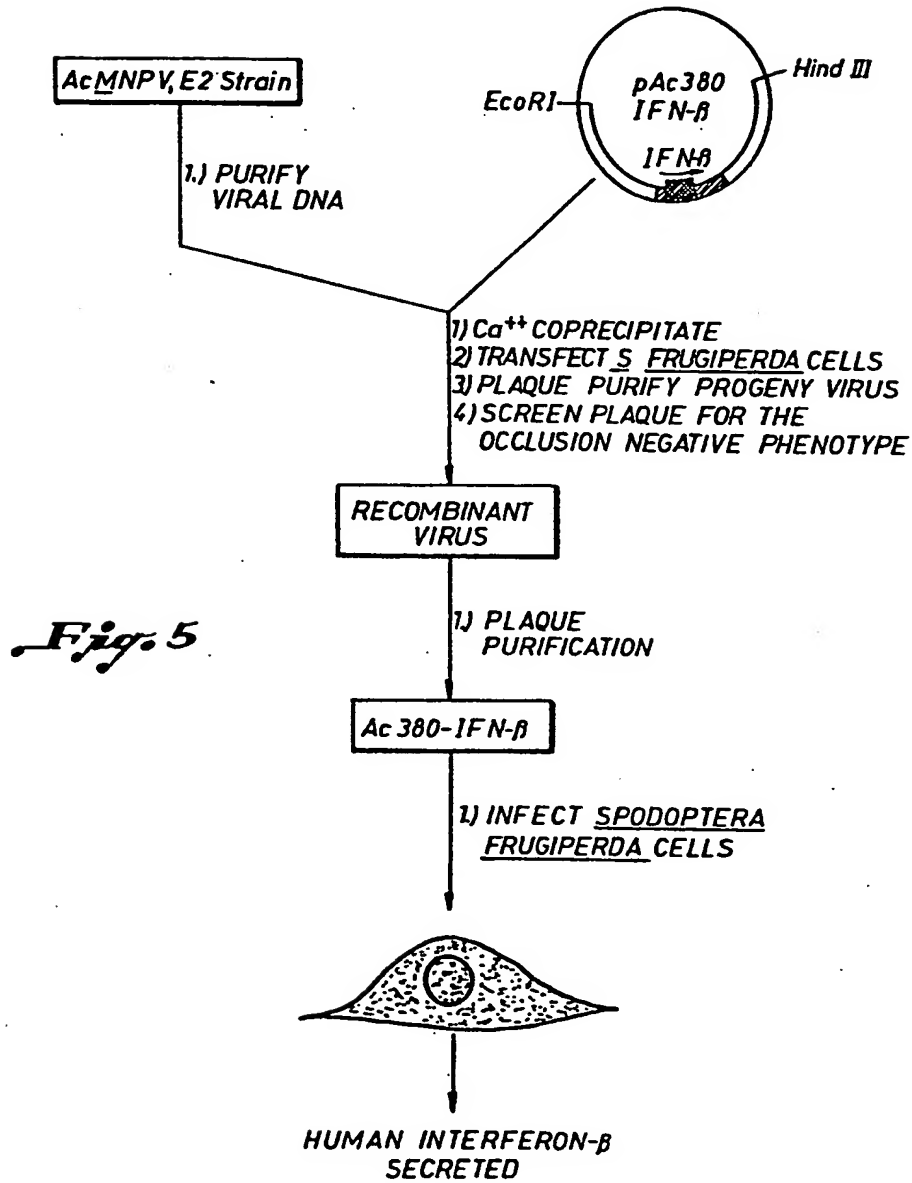 AcMNPV, E2 Strain
EcoRI
Hind III
pAc380
IFN-β
IFN-β
1.) PURIFY
VIRAL DNA
1) Ca++ COPRECIPITATE
2) TRANSFECT S FRUGIPERDA CELLS
3) PLAQUE PURIFY PROGENY VIRUS
4) SCREEN PLAQUE FOR THE
OCCLUSION NEGATIVE PHENOTYPE
RECOMBINANT
VIRUS
Fig. 5
1.) PLAQUE
PURIFICATION
Ac 380-IFN-β
1.) INFECT SPODOPTERA
FRUGIPERDA CELLS
HUMAN INTERFERON-β
SECRETED